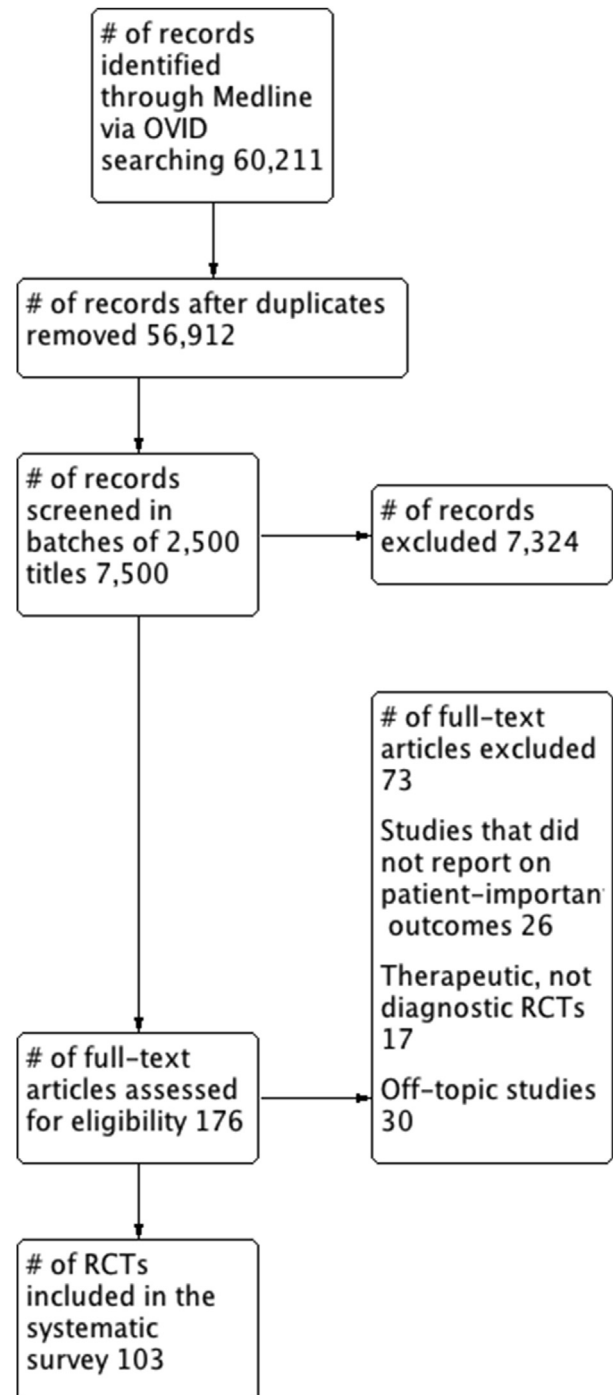 # of records
identified
through Medline
via OVID
searching 60,211
# of records after duplicates
removed 56,912
# of records
screened in
batches of 2,500
titles 7,500
# of records
excluded 7,324
# of full-text
articles excluded
73
Studies that did
not report on
patient-importan
outcomes 26
Therapeutic, not
diagnostic RCTs
17
Off-topic studies
30
# of full-text
articles assessed
for eligibility 176
# of RCTs
included in the
systematic
survey 103